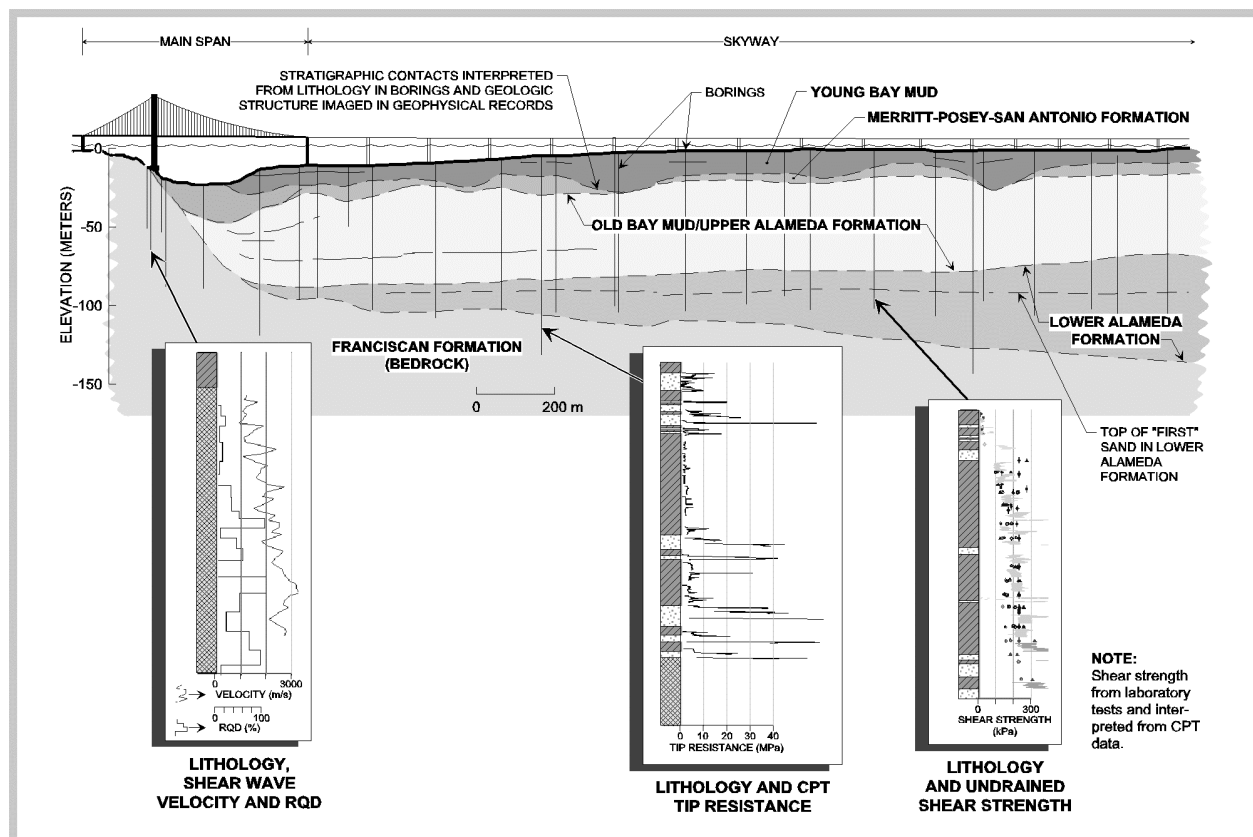 MAIN SPAN
SKYWAY
STRATIGRAPHIC CONTACTS INTERPRETED
FROM LITHOLOGY IN BORINGS AND GEOLOGIC
STRUCTURE IMAGED IN GEOPHYSICAL RECORDS
BORINGS
YOUNG BAY MUD
MERRITT-POSEY-SAN ANTONIO FORMATION
0
-50
-100
-150
ELEVATION (METERS)
OLD BAY MUD/UPPER ALAMEDA FORMATION
LOWER ALAMEDA
FORMATION
FRANCISCAN FORMATION
(BEDROCK)
0 200 m
TOP OF "FIRST"
SAND IN LOWER
ALAMEDA
FORMATION
0 3000
VELOCITY (m/s)
0 100
RQD (%)
LITHOLOGY,
SHEAR WAVE
VELOCITY AND RQD
0 10 20 30 40
TIP RESISTANCE (MPa)
LITHOLOGY AND CPT
TIP RESISTANCE
0 300
SHEAR STRENGTH
(kPa)
LITHOLOGY
AND UNDRAINED
SHEAR STRENGTH
NOTE:
Shear strength
from laboratory
tests and inter-
preted from CPT
data.